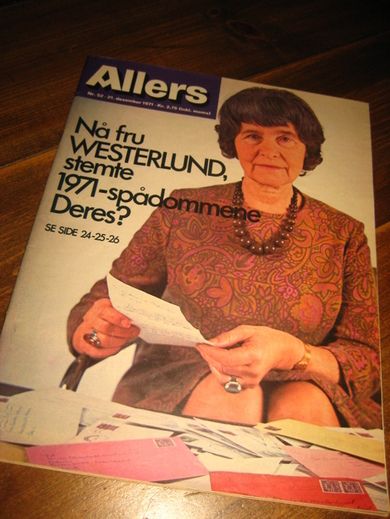 Allers
Nr. 52 - 21. desember 1971 - Kr. 2,75 (inkl. moms)
Nå fru
WESTERLUND,
stemte
1971-spådommene
Deres?
SE SIDE 24-25-26